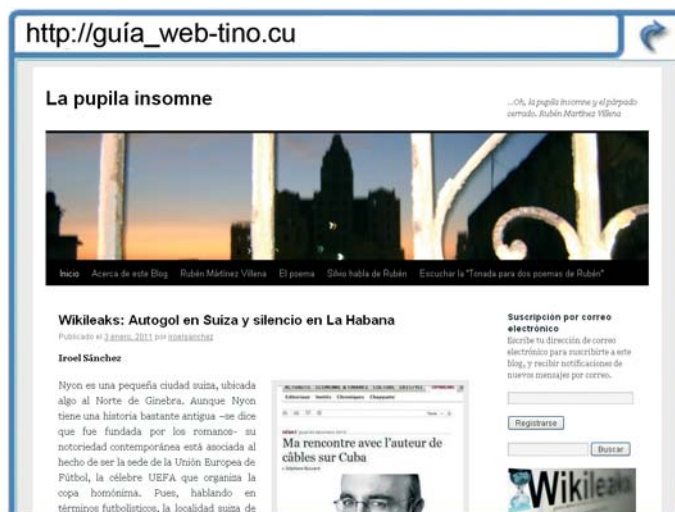 http://guía_web-tino.cu
La pupila insomne
...Oh, la pupila insomne y el párpado
cerrado. Rubén Martínez Villena
Inicio Acerca de este Blog Rubén Mártinez Villena El poema Silvio habla de Rubén Escuchar la "Tonada para dos poemas de Rubén"
Wikileaks: Autogol en Suiza y silencio en La Habana
Publicado el 3 enero, 2011 por iroelsanchez
Iroel Sánchez
Nyon es una pequeña ciudad suiza, ubicada
algo al Norte de Ginebra. Aunque Nyon
tiene una historia bastante antigua –se dice
que fue fundada por los romanos- su
notoriedad contemporánea está asociada al
hecho de ser la sede de la Unión Europea de
Fútbol, la célebre UEFA que organiza la
copa homónima. Pues, hablando en
términos futbolísticos, la localidad suiza de
Editoriaux Invités Chroniques Chappatte
Ma rencontre avec l'auteur de
câbles sur Cuba
Suscripción por correo
electrónico
Escribe tu dirección de correo
electrónico para suscribirte a este
blog, y recibir notificaciones de
nuevos mensajes por correo.
Registrarse
Buscar
Wikileaks